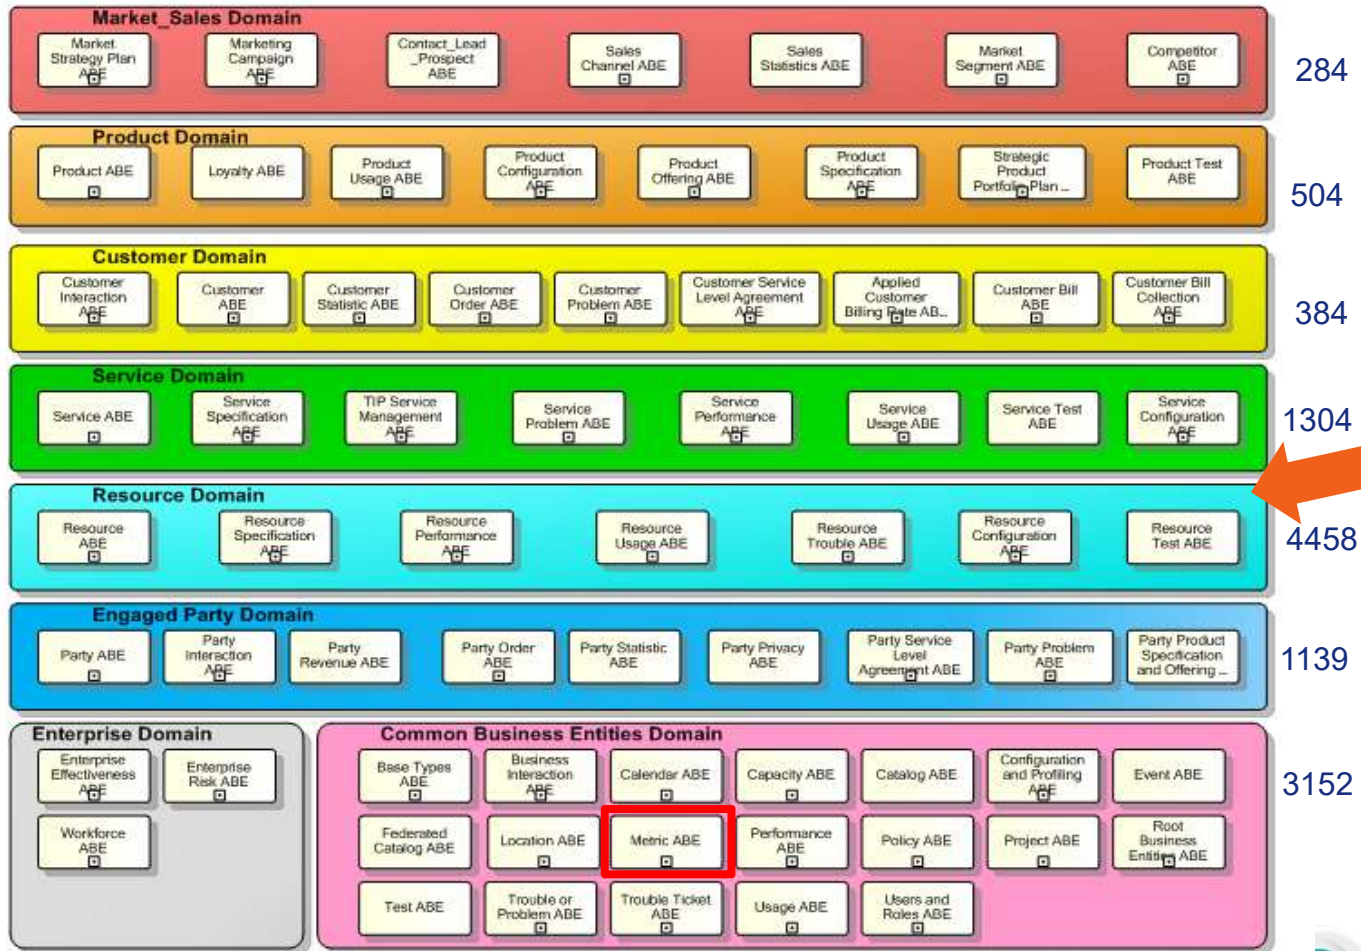 Market_Sales Domain
Market
Strategy Plan
ABE
Marketing
Campaign
ABE
Contact_Lead
_Prospect
ABE
Sales
Channel ABE
Sales
Statistics ABE
Market
Segment ABE
Competitor
ABE
284
Product Domain
Product ABE
Loyalty ABE
Product
Usage ABE
Product
Configuration
ABE
Product
Offering ABE
Product
Specification
ABE
Strategic
Product
Portfolio Plan ...
Product Test
ABE
504
Customer Domain
Customer
Interaction
ABE
Customer
ABE
Customer
Statistic ABE
Customer
Order ABE
Customer
Problem ABE
Customer Service
Level Agreement
ABE
Applied
Customer
Billing Rate AB...
Customer Bill
ABE
Customer Bill
Collection
ABE
384
Service Domain
Service ABE
Service
Specification
ABE
TIP Service
Management
ABE
Service
Problem ABE
Service
Performance
ABE
Service
Usage ABE
Service Test
ABE
Service
Configuration
ABE
1304
Resource Domain
Resource
ABE
Resource
Specification
ABE
Resource
Performance
ABE
Resource
Usage ABE
Resource
Trouble ABE
Resource
Configuration
ABE
Resource
Test ABE
4458
Engaged Party Domain
Party ABE
Party
Interaction
ABE
Party
Revenue ABE
Party Order
ABE
Party Statistic
ABE
Party Privacy
ABE
Party Service
Level
Agreement ABE
Party Problem
ABE
Party Product
Specification
and Offering ...
1139
Enterprise Domain
Enterprise
Effectiveness
ABE
Enterprise
Risk ABE
Workforce
ABE
Common Business Entities Domain
Base Types
ABE
Business
Interaction
ABE
Calendar ABE
Capacity ABE
Catalog ABE
Configuration
and Profiling
ABE
Event ABE
3152
Federated
Catalog ABE
Location ABE
Metric ABE
Performance
ABE
Policy ABE
Project ABE
Root
Business
Entities ABE
Test ABE
Trouble or
Problem ABE
Trouble Ticket
ABE
Usage ABE
Users and
Roles ABE